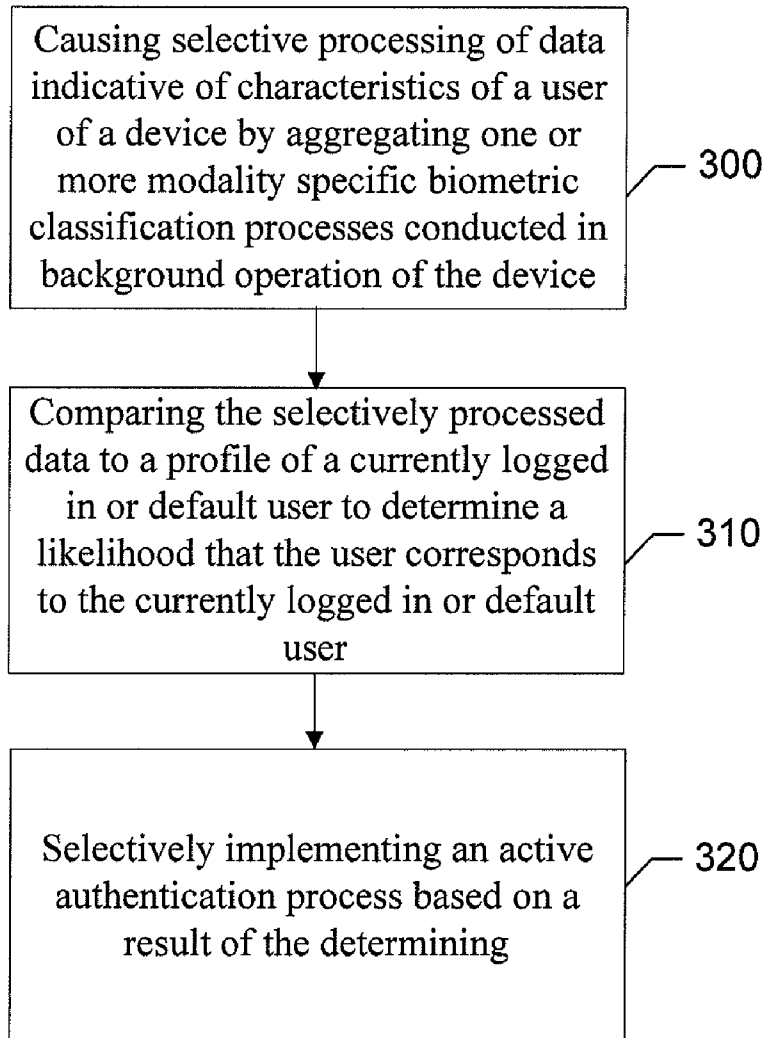 Causing selective processing of data
indicative of characteristics of a user
of a device by aggregating one or
more modality specific biometric
classification processes conducted in
background operation of the device
300
Comparing the selectively processed
data to a profile of a currently logged
in or default user to determine a
likelihood that the user corresponds
to the currently logged in or default
user
310
Selectively implementing an active
authentication process based on a
result of the determining
320